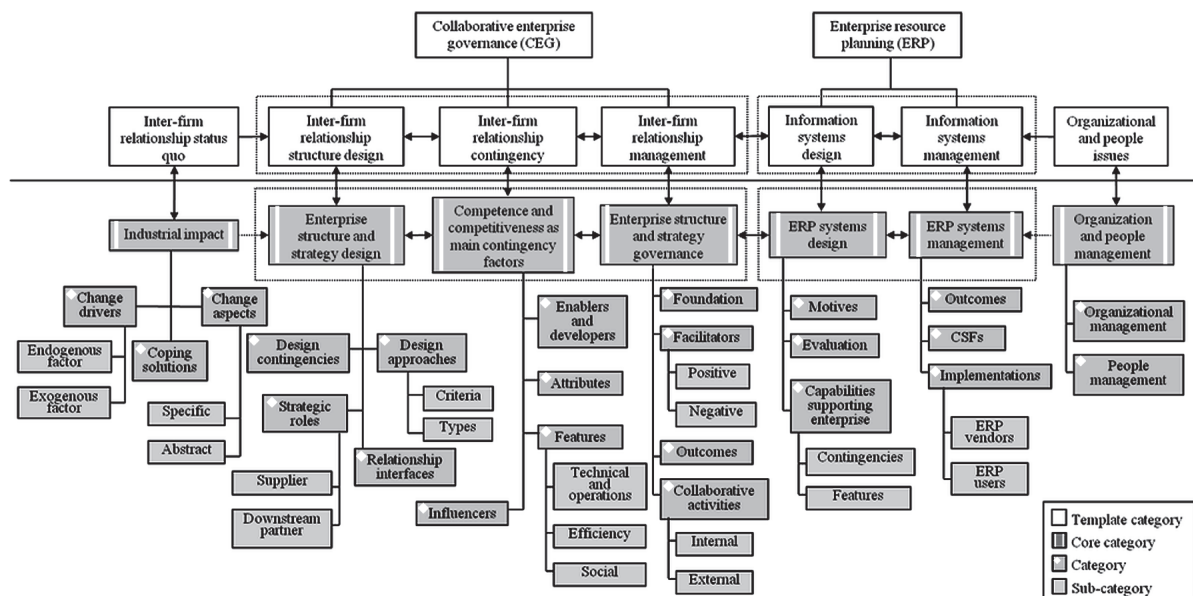 Collaborative enterprise
governance (CEG)
Enterprise resource
planning (ERP)
Inter-firm
relationship status
quo
Inter-firm
relationship
structure design
Inter-firm
relationship
contingency
Inter-firm
relationship
management
Information
systems
design
Information
systems
management
Organizational
and people
issues
Industrial impact
Enterprise
structure and
strategy design
Competence and
competitiveness as
main contingency
factors
Enterprise structure
and strategy
governance
ERP systems
design
ERP systems
management
Organization
and people
management
Change
drivers
Change
aspects
Endogenous
factor
Exogenous
factor
Coping
solutions
Specific
Abstract
Design
contingencies
Design
approaches
Criteria
Types
Strategic
roles
Supplier
Downstream
partner
Relationship
interfaces
Enablers
and
developers
Attributes
Features
Technical
and
operations
Efficiency
Social
Influencers
Foundation
Facilitators
Positive
Negative
Outcomes
Collaborative
activities
Internal
External
Motives
Evaluation
Capabilities
supporting
enterprise
Contingencies
Features
Outcomes
CSFs
Implementations
ERP
vendors
ERP
users
Organizational
management
People
management
Template category
Core category
Category
Sub-category